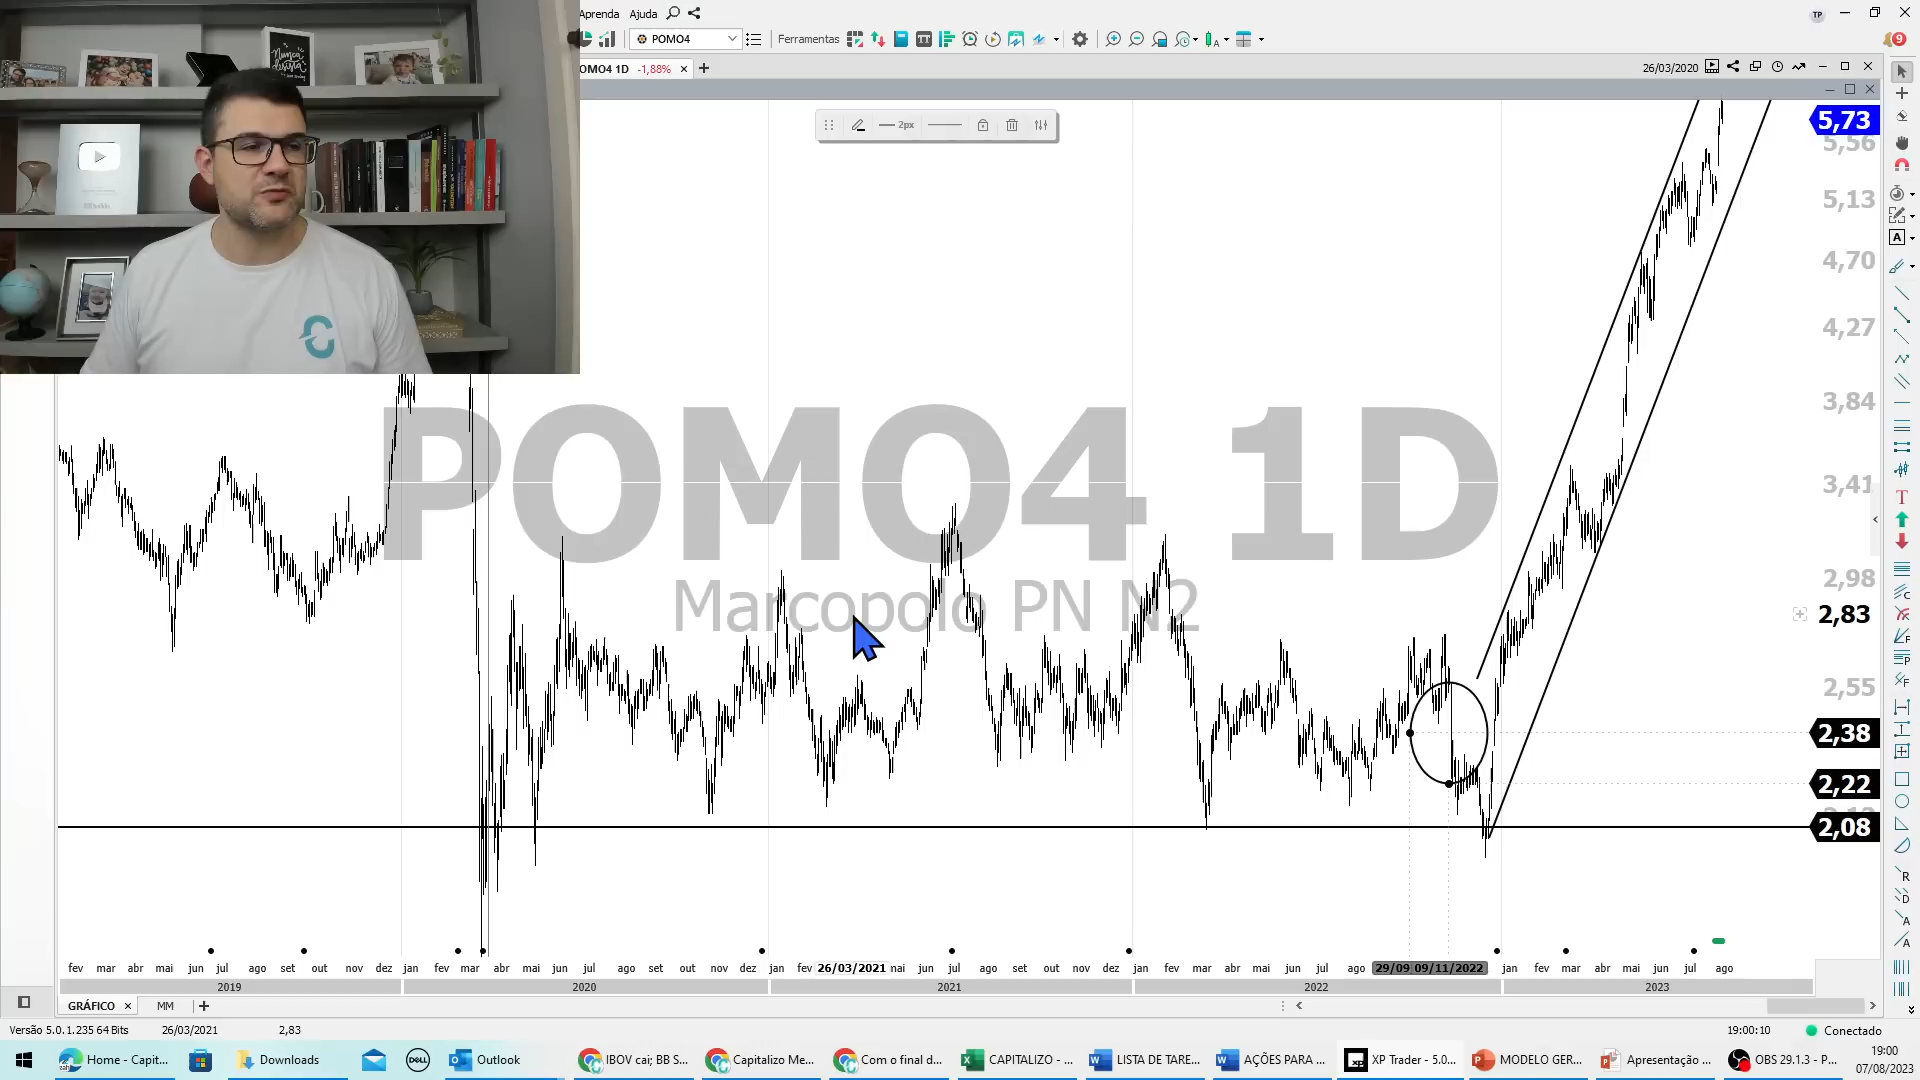 Aprenda Ajuda
TP
POMO4
Ferramentas
9
OMO4 1D -1,88%
26/03/2020
2px
5,73
5,56
5,13
4,70
4,27
3,84
3,41
2,98
2,83
2,55
2,38
2,22
2,08
POMO4 1D
Marcopolo PN N2
fev mar abr mai jun jul ago set out nov dez jan fev mar abr mai jun jul ago set out nov dez jan fev 26/03/2021 mai jun jul ago set out nov dez jan fev mar abr mai jun jul ago 29/09 09/11/2022 jan fev mar abr mai jun jul ago
2019 2020 2021 2022 2023
GRÁFICO MM
Versão 5.0.1.235 64 Bits 26/03/2021 2,83 19:00:10 Conectado
Home - Capit... Downloads DELL Outlook IBOV cai; BB S... Capitalizo Me... Com o final d... CAPITALIZO - ... LISTA DE TARE... AÇÕES PARA ... XP Trader - 5.0... MODELO GER... Apresentação ... OBS 29.1.3 - P... 19:00
07/08/2023